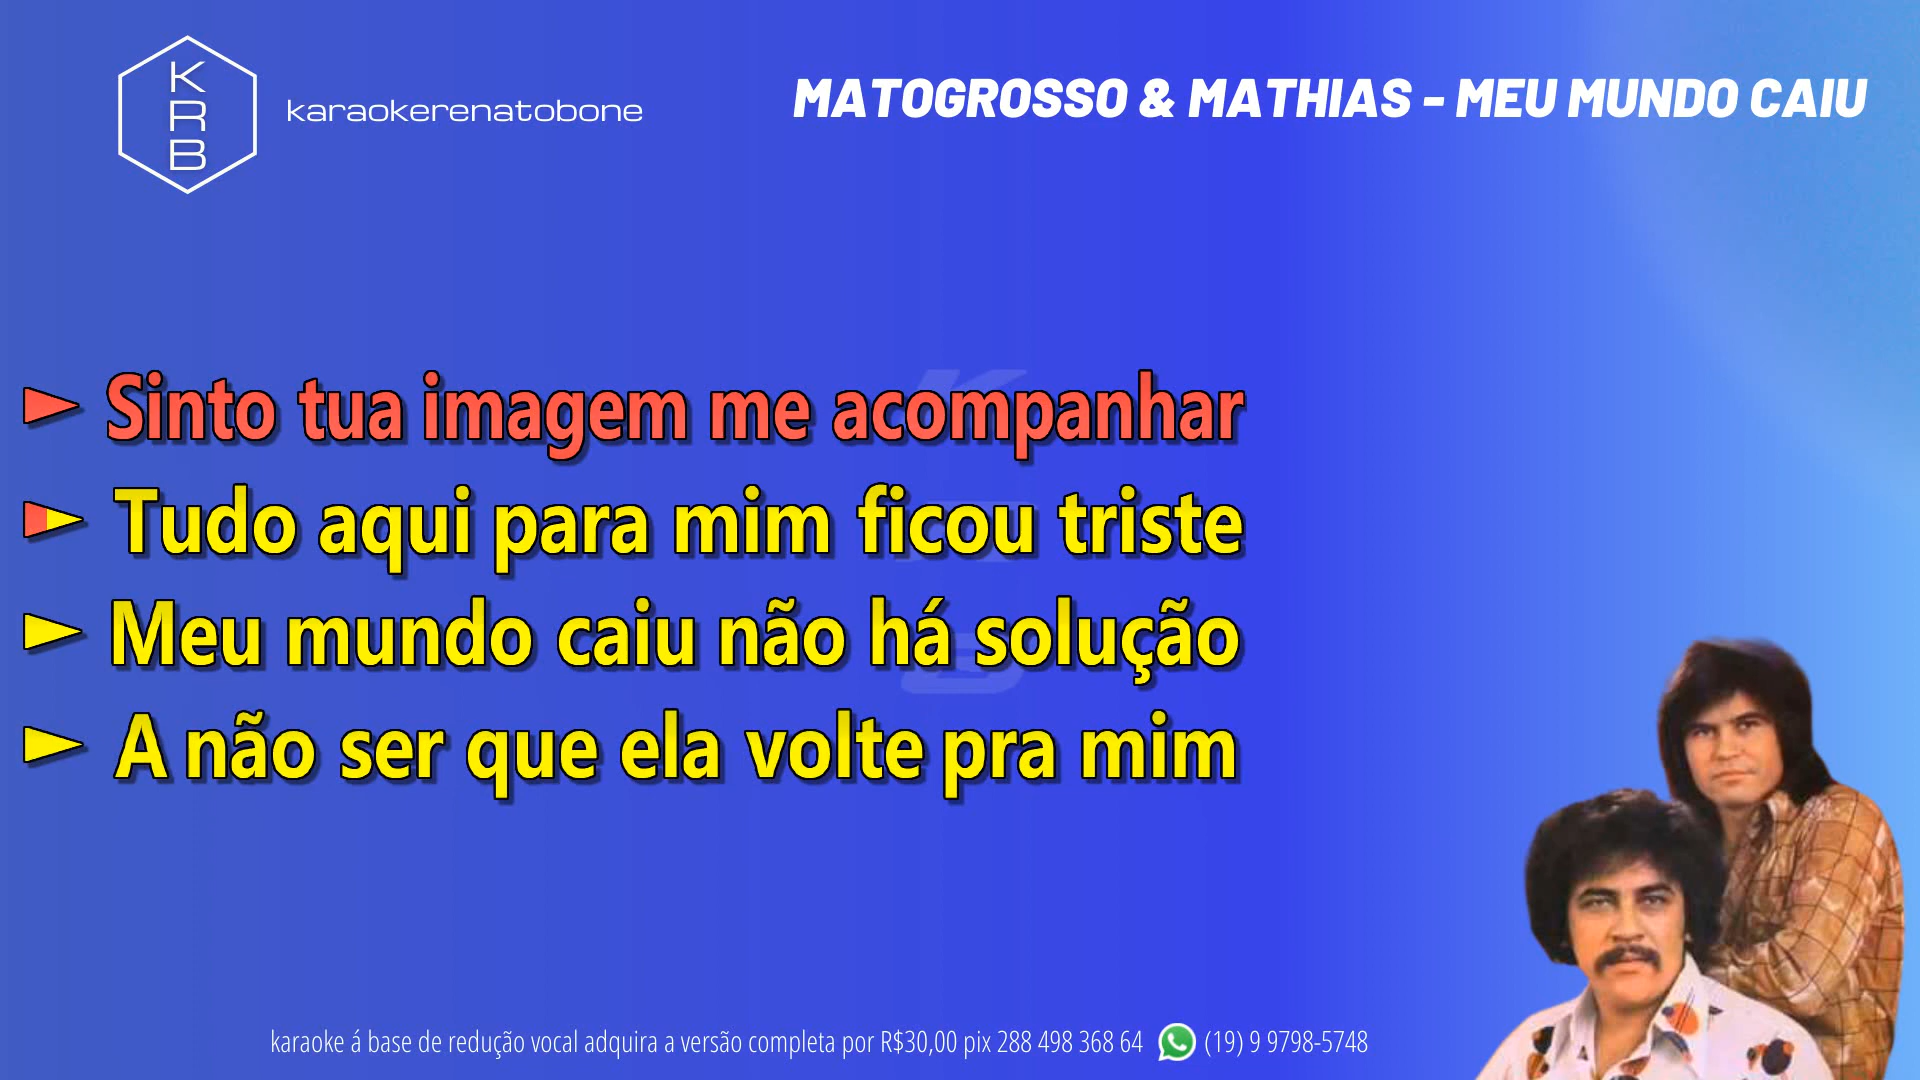 KRB
karaokerenatobone
MATOGROSSO & MATHIAS - MEU MUNDO CAIU
Sinto tua imagem me acompanhar
Tudo aqui para mim ficou triste
Meu mundo caiu não há solução
A não ser que ela volte pra mim
karaoke á base de redução vocal adquira a versão completa por R$30,00 pix 288 498 368 64 (19) 9 9798-5748